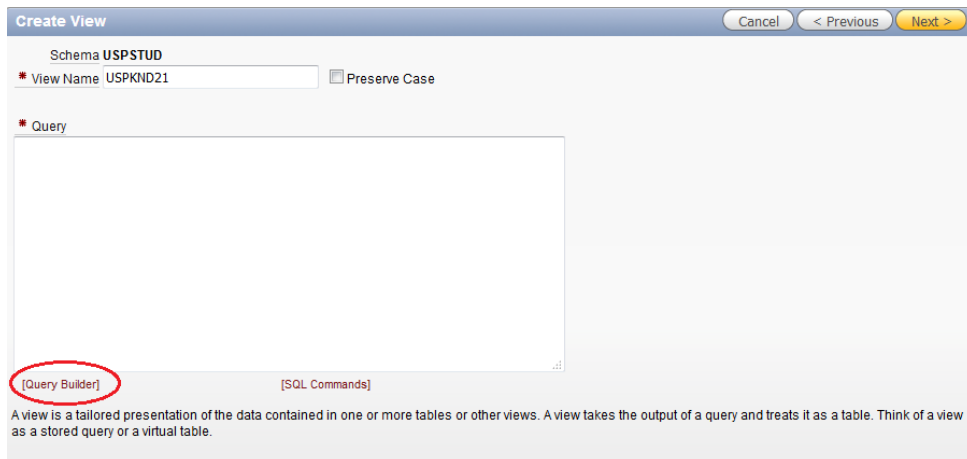 Create View
Cancel
< Previous
Next >
Schema USPSTUD
* View Name USPKND21
Preserve Case
* Query
[Query Builder]
[SQL Commands]
A view is a tailored presentation of the data contained in one or more tables or other views. A view takes the output of a query and treats it as a table. Think of a view
as a stored query or a virtual table.